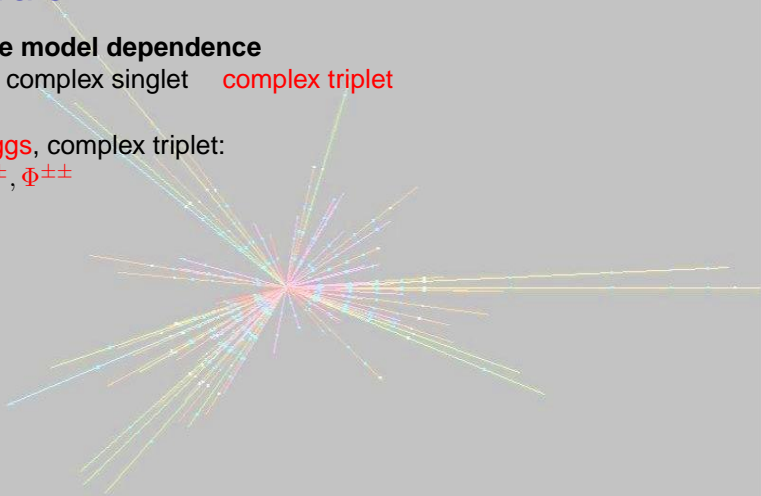 e model dependence
complex singlet complex triplet
ggs, complex triplet:
±, Φ±±